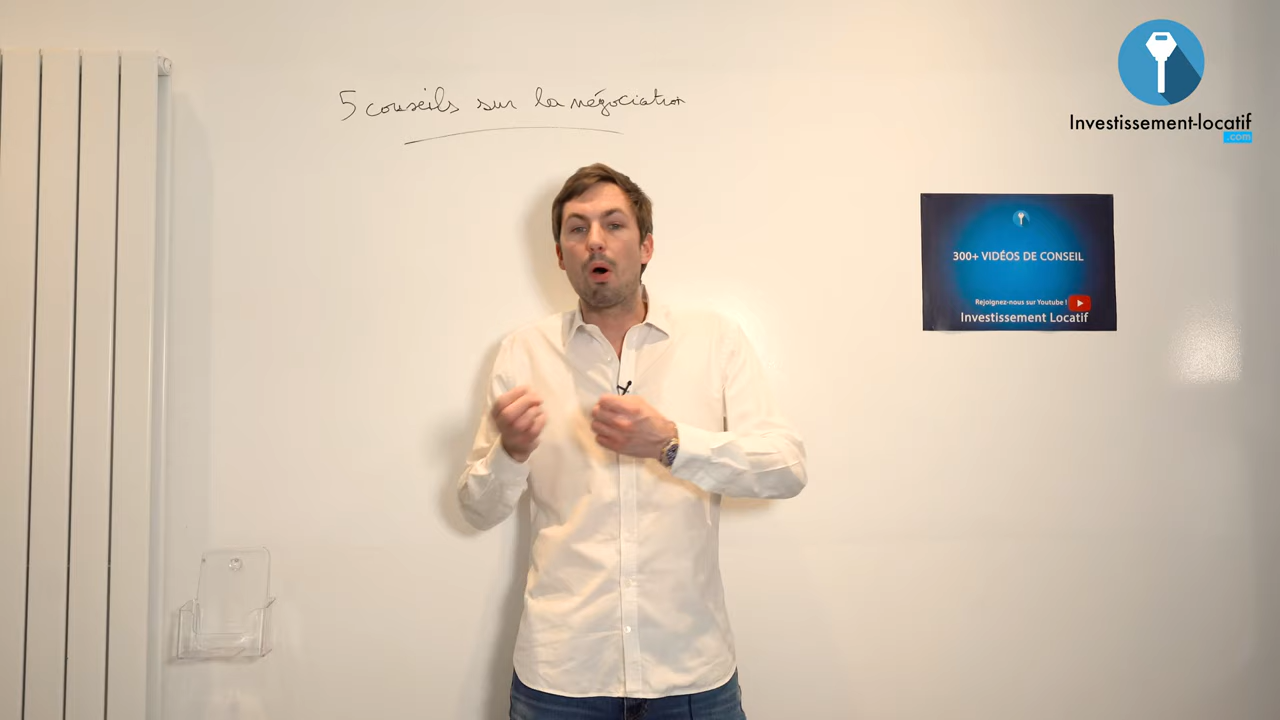 5 conseils sur la négociation
Investissement-locatif
.com
300+ VIDÉOS DE CONSEIL
Rejoignez-nous sur Youtube !
Investissement Locatif